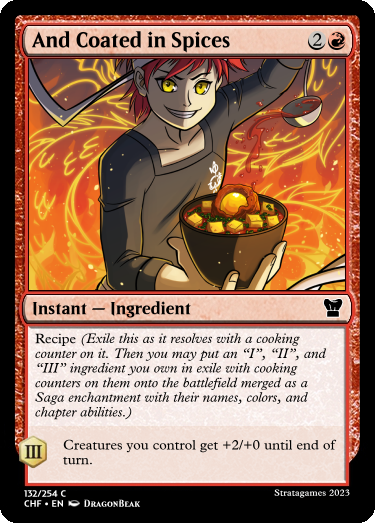 And Coated in Spices 2
Instant — Ingredient
Recipe (Exile this as it resolves with a cooking
counter on it. Then you may put an “I”, “II”, and
“III” ingredient you own in exile with cooking
counters on them onto the battlefield merged as a
Saga enchantment with their names, colors, and
chapter abilities.)
III Creatures you control get +2/+0 until end of
turn.
132/254 C Stratagames 2023
CHF • EN DragonBeak